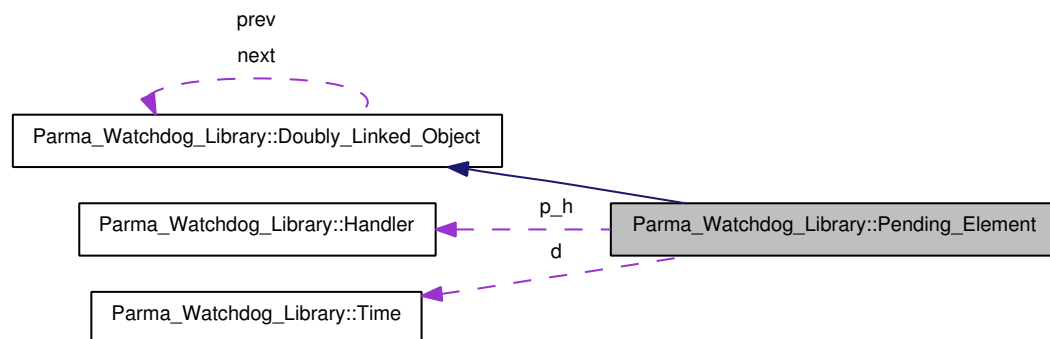 prev
next
Parma_Watchdog_Library::Doubly_Linked_Object
Parma_Watchdog_Library::Handler
p_h
Parma_Watchdog_Library::Pending_Element
d
Parma_Watchdog_Library::Time